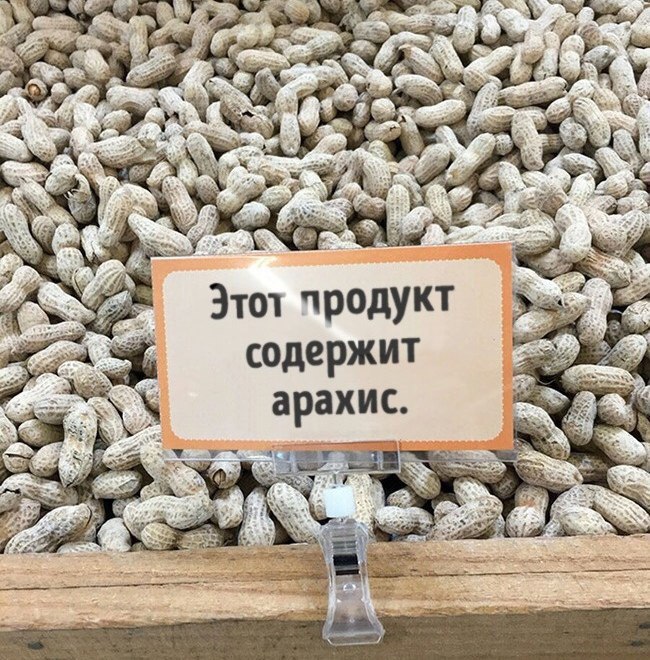 Этот продукт
содержит
арахис.